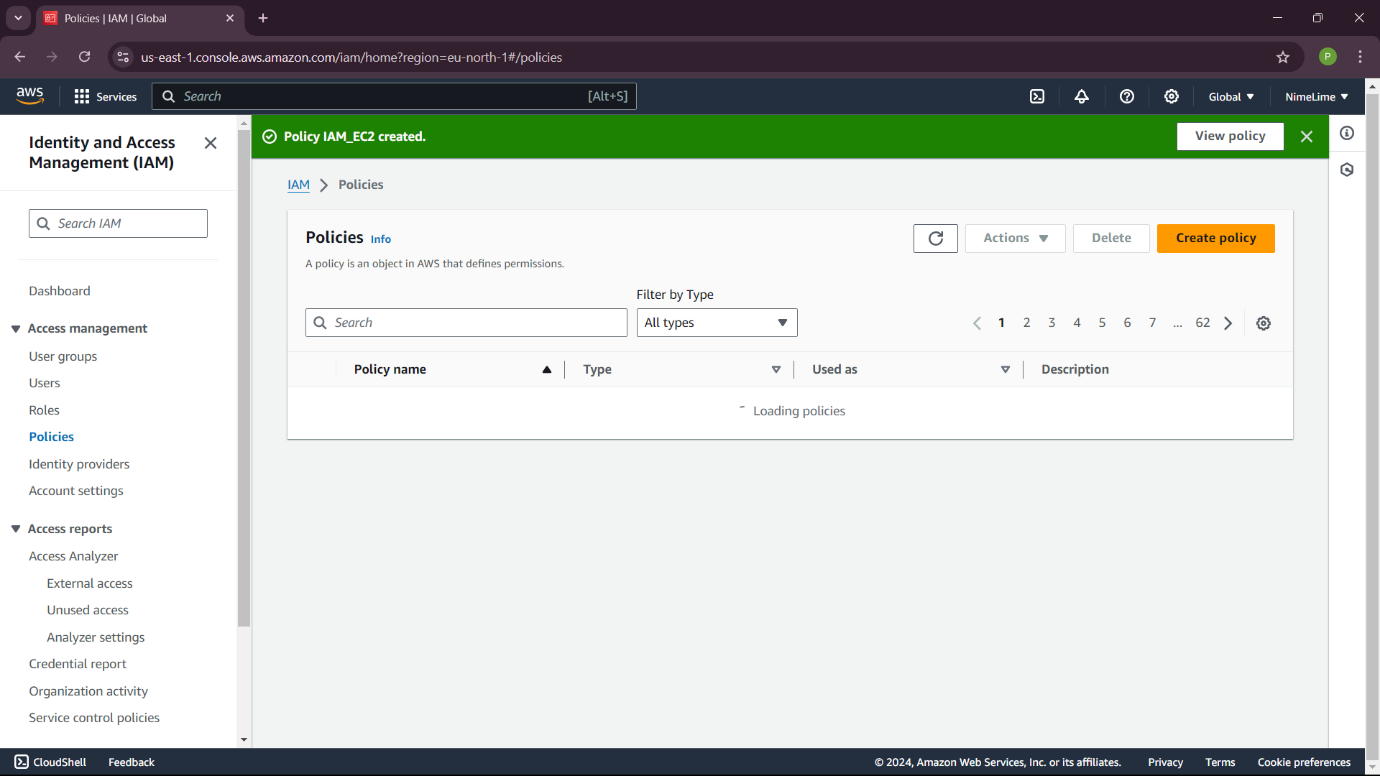 Policies | IAM | Global
us-east-1.console.aws.amazon.com/iam/home?region=eu-north-1#/policies
P
aws
Services
Search
[Alt+S]
Global
NimeLime
Identity and Access
Management (IAM)
Search IAM
Dashboard
Access management
User groups
Users
Roles
Policies
Identity providers
Account settings
Access reports
Access Analyzer
External access
Unused access
Analyzer settings
Credential report
Organization activity
Service control policies
Policy IAM_EC2 created.
View policy
IAM
Policies
Policies Info
Actions
Delete
Create policy
A policy is an object in AWS that defines permissions.
Filter by Type
Search
All types
1 2 3 4 5 6 7 ... 62
Policy name
Type
Used as
Description
Loading policies
CloudShell
Feedback
© 2024, Amazon Web Services, Inc. or its affiliates.
Privacy
Terms
Cookie preferences